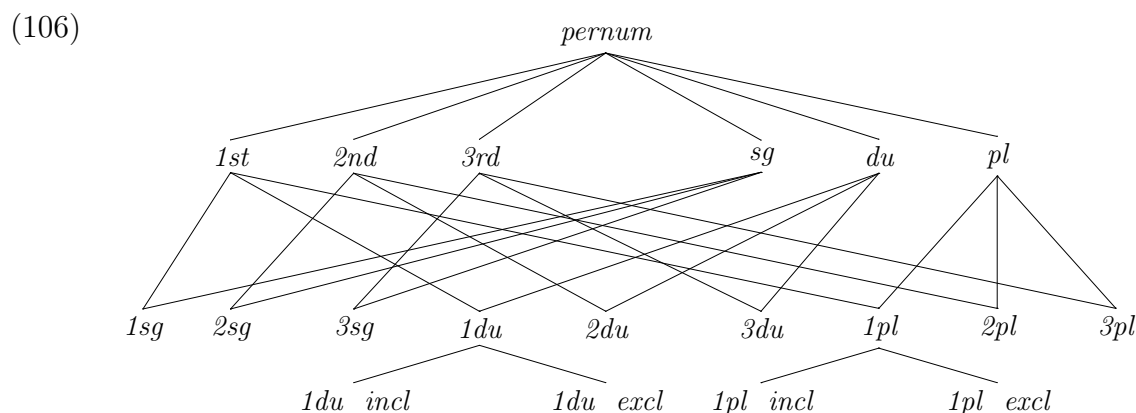 (106)
pernum
1st 2nd 3rd sg du pl
1sg 2sg 3sg 1du 2du 3du 1pl 2pl 3pl
1du incl 1du excl 1pl incl 1pl excl